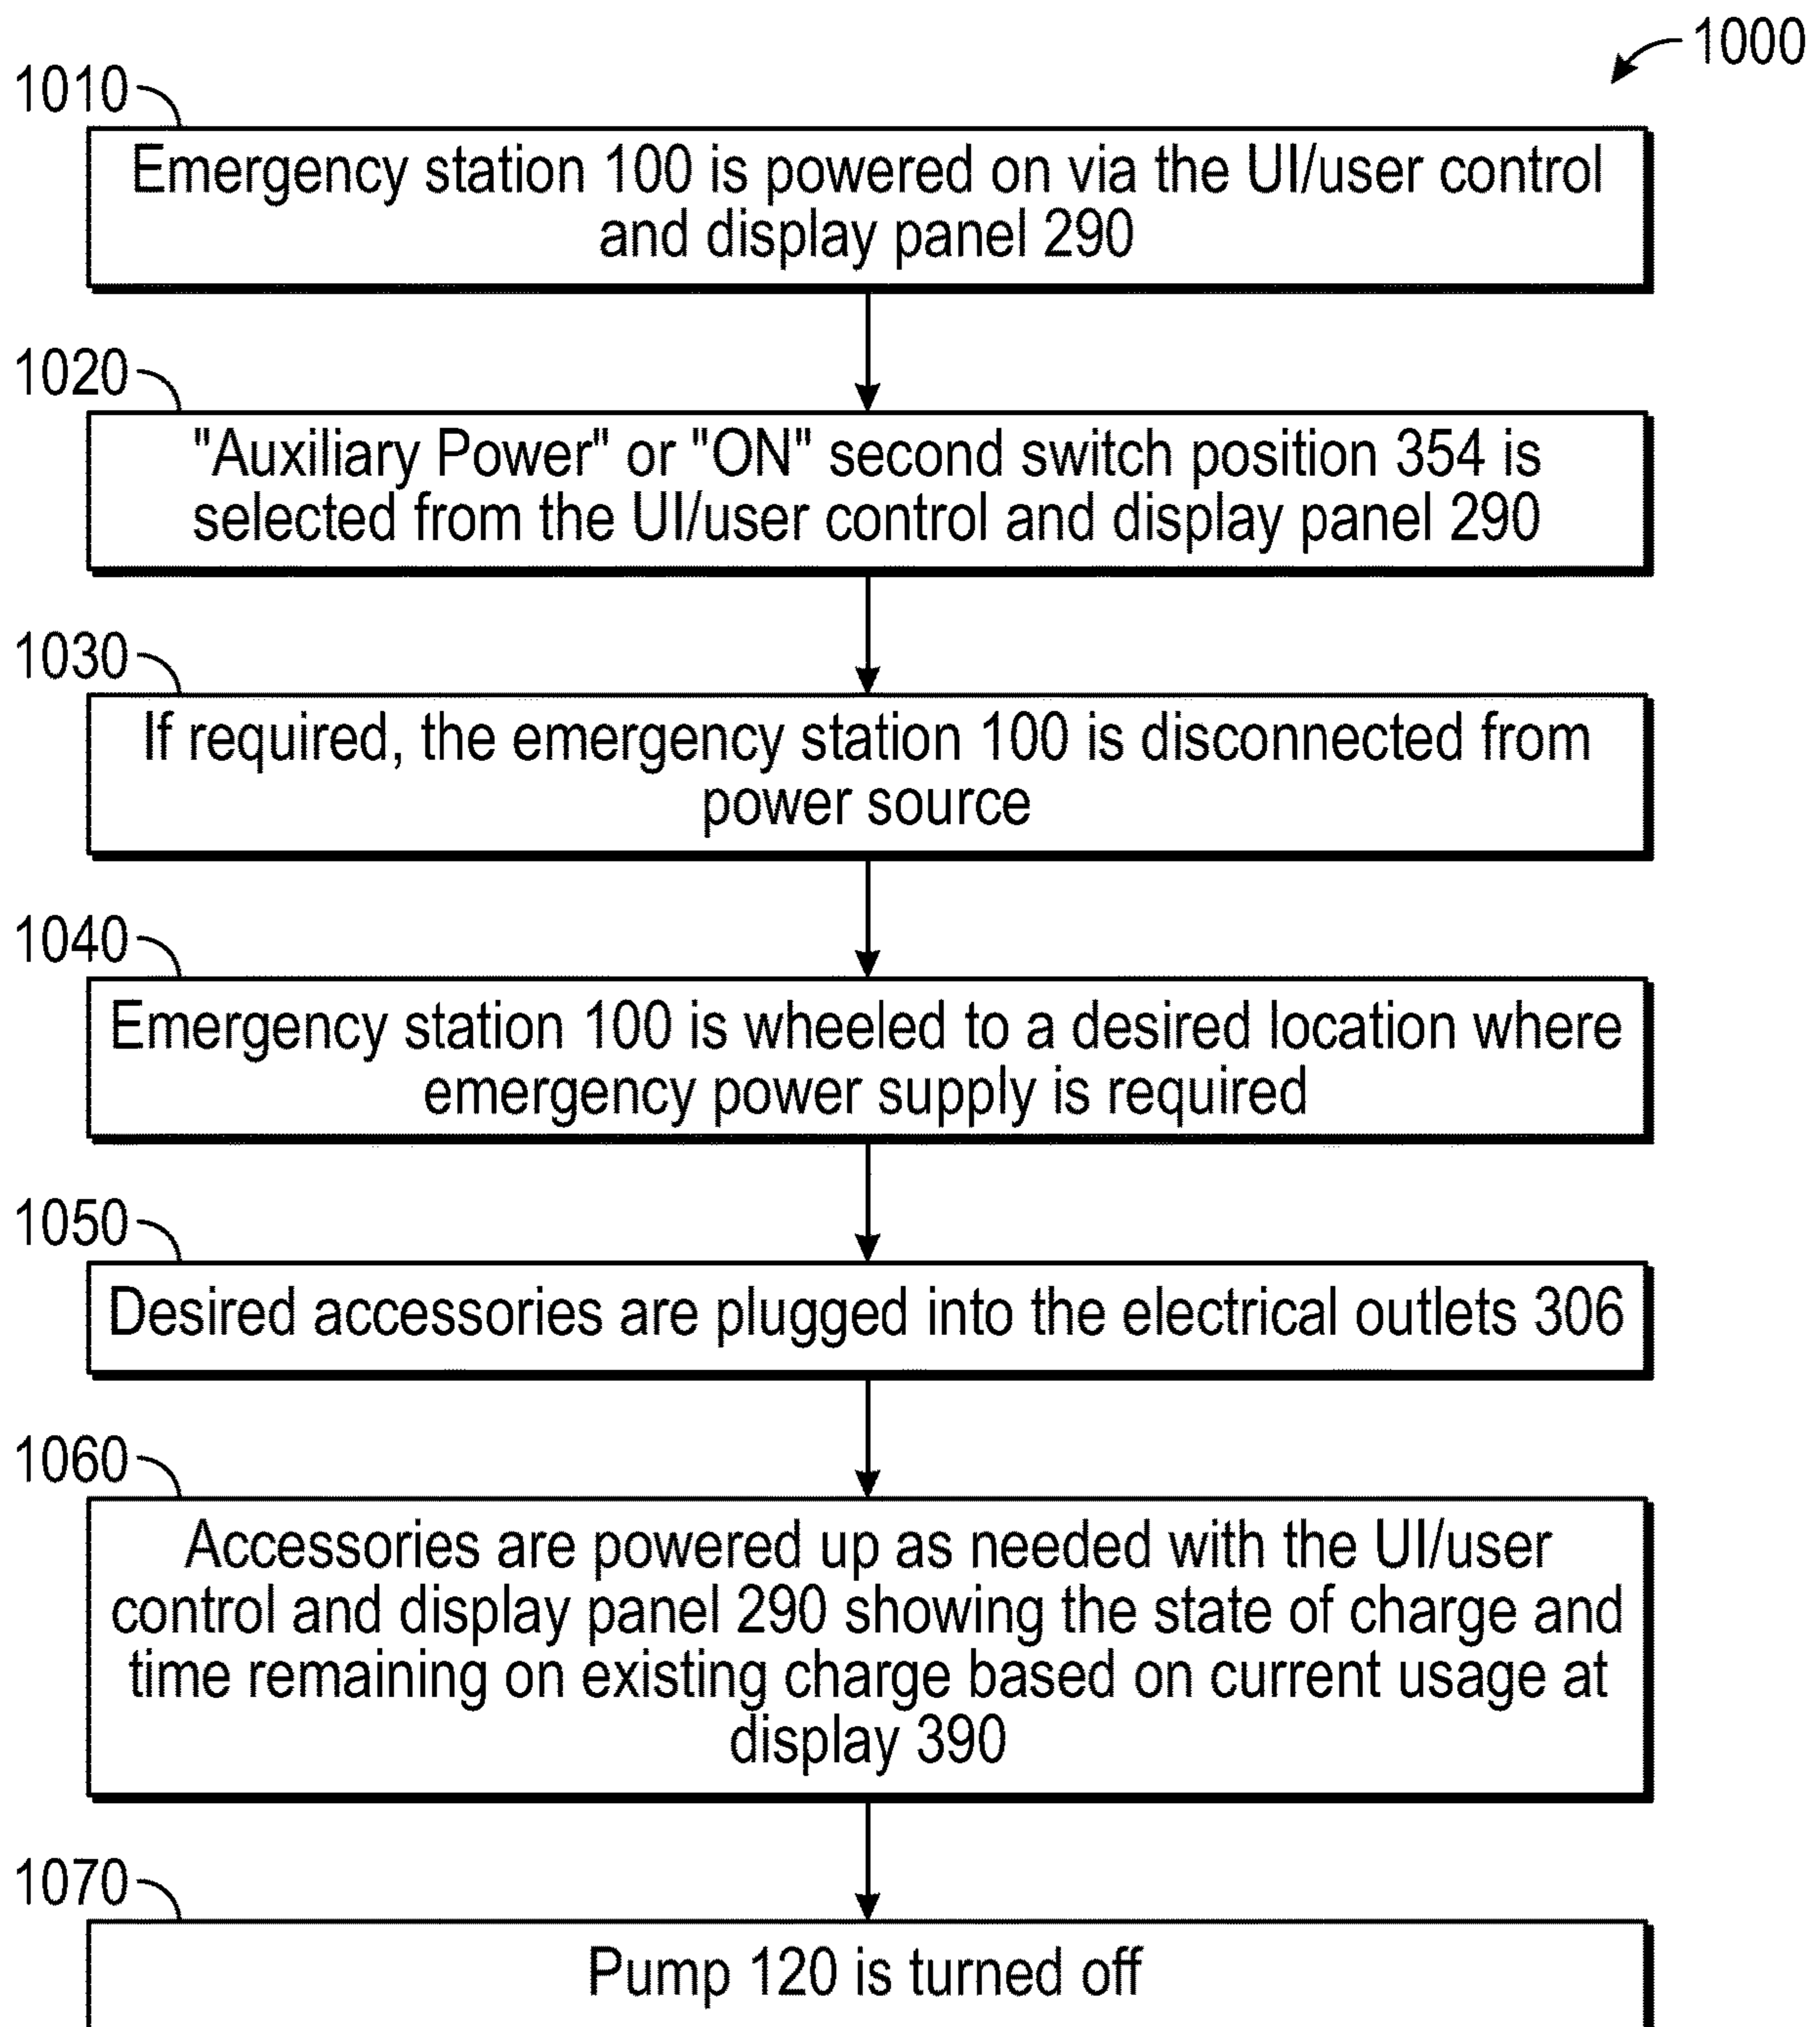 1000
1010
Emergency station 100 is powered on via the UI/user control
and display panel 290
1020
"Auxiliary Power" or "ON" second switch position 354 is
selected from the UI/user control and display panel 290
1030
If required, the emergency station 100 is disconnected from
power source
1040
Emergency station 100 is wheeled to a desired location where
emergency power supply is required
1050
Desired accessories are plugged into the electrical outlets 306
1060
Accessories are powered up as needed with the UI/user
control and display panel 290 showing the state of charge and
time remaining on existing charge based on current usage at
display 390
1070
Pump 120 is turned off